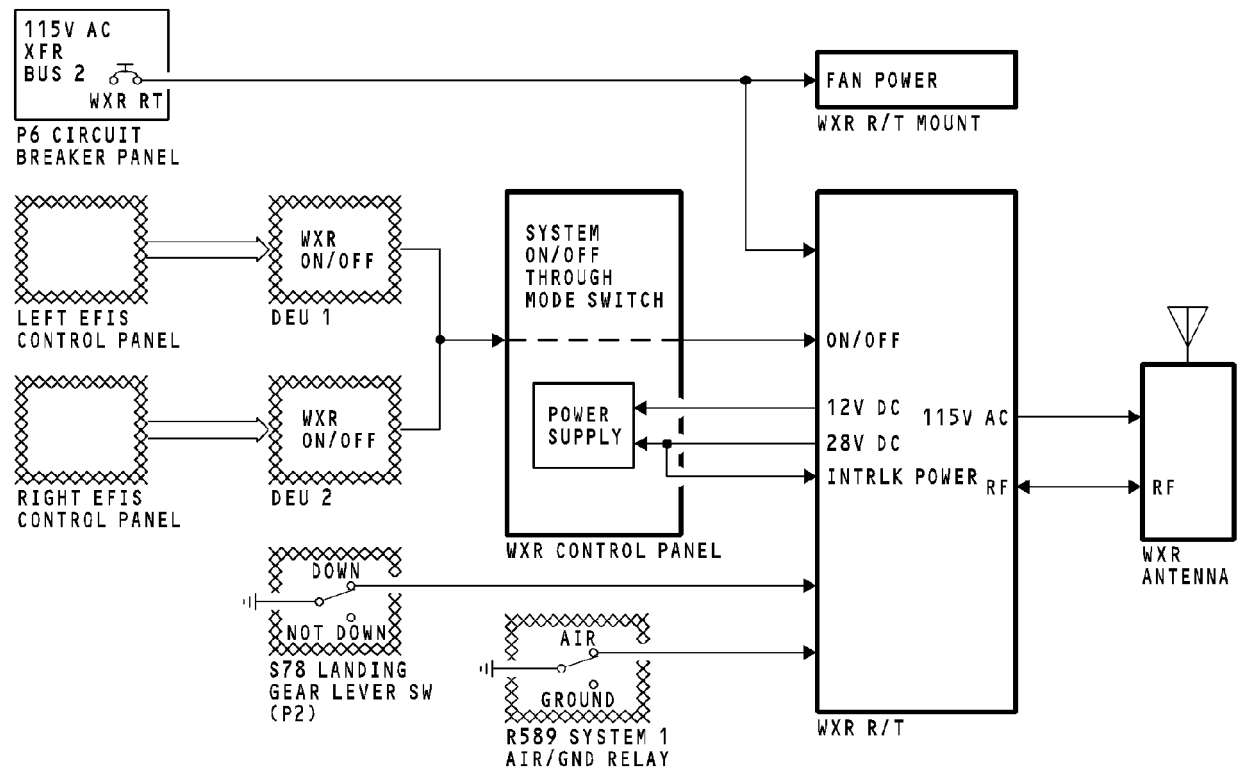 115V AC
XFR
BUS 2
WXR RT
P6 CIRCUIT
BREAKER PANEL
FAN POWER
WXR R/T MOUNT
LEFT EFIS
CONTROL PANEL
WXR
ON/OFF
DEU 1
RIGHT EFIS
CONTROL PANEL
WXR
ON/OFF
DEU 2
SYSTEM
ON/OFF
THROUGH
MODE SWITCH
POWER
SUPPLY
WXR CONTROL PANEL
ON/OFF
12V DC
28V DC
INTRLK POWER
115V AC
RF
WXR R/T
RF
WXR
ANTENNA
DOWN
NOT DOWN
S78 LANDING
GEAR LEVER SW
(P2)
AIR
GROUND
R589 SYSTEM 1
AIR/GND RELAY